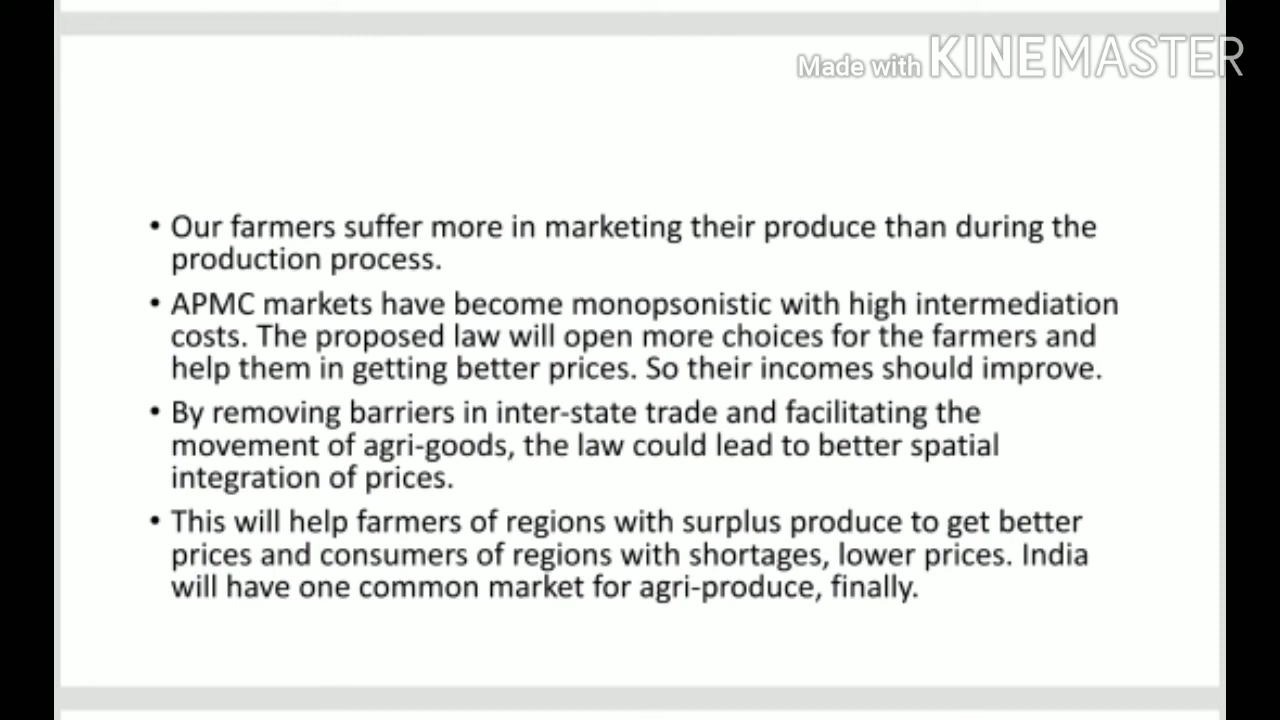 Made with KINEMASTER
• Our farmers suffer more in marketing their produce than during the
production process.
• APMC markets have become monopsonistic with high intermediation
costs. The proposed law will open more choices for the farmers and
help them in getting better prices. So their incomes should improve.
• By removing barriers in inter-state trade and facilitating the
movement of agri-goods, the law could lead to better spatial
integration of prices.
• This will help farmers of regions with surplus produce to get better
prices and consumers of regions with shortages, lower prices. India
will have one common market for agri-produce, finally.